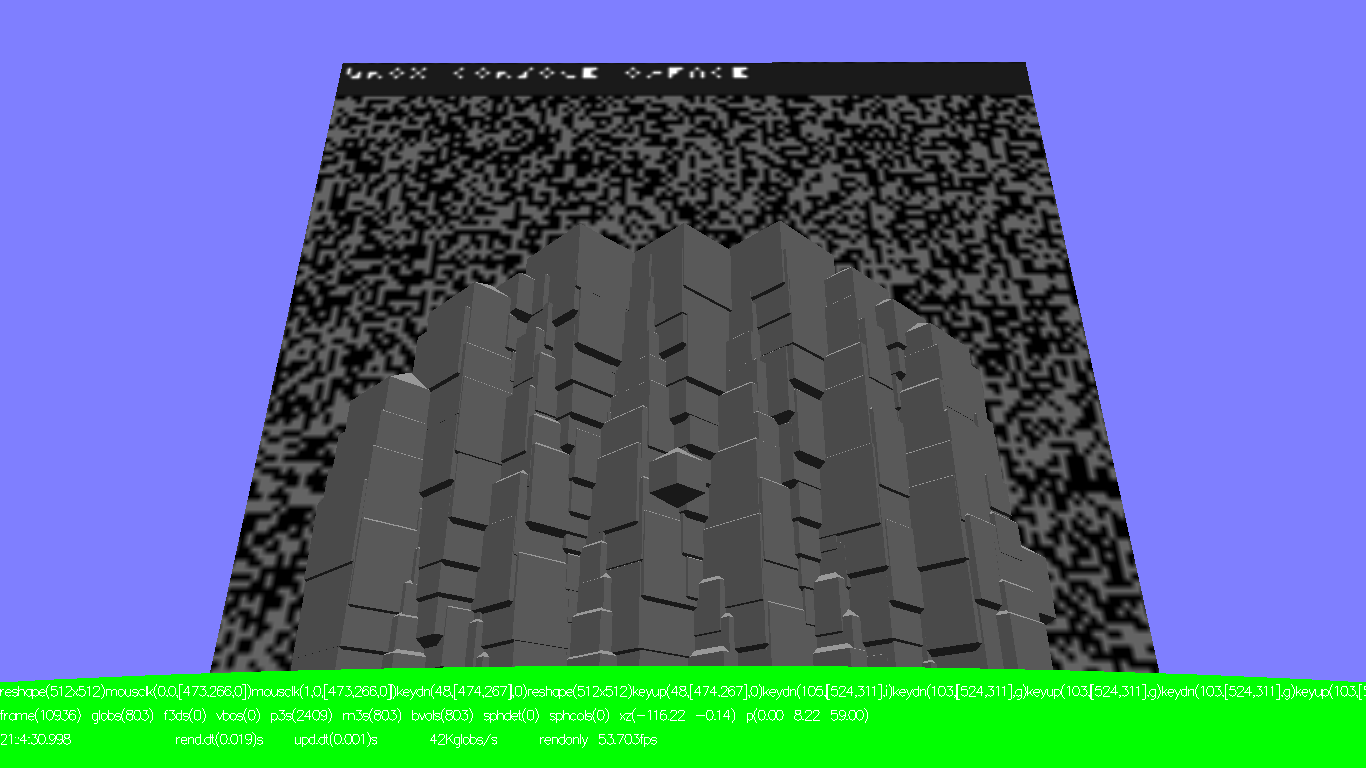 reshape(512x512)mouseclk(0,0,[473,266,0])mouseclk(1,0,[473,266,0])keydn(48,[474,267],0)reshape(512x512)keyup(48,[474,267],0)keydn(105,[524,311],i)keydn(103,[524,311],g)keyup(103,[524,311],g)keydn(103,[524,311],g)keyup(103,[5
frame(10936) globs(803) f3ds(0) vbos(0) p3s(2409) m3s(803) bvols(803) sphdet(0) sphcols(0) xz(-116.22 -0.14) p(0.00 8.22 59.00)
21:4:30.998 rend.dt(0.019)s upd.dt(0.001)s 42Kglobs/s rendonly 53.703fps